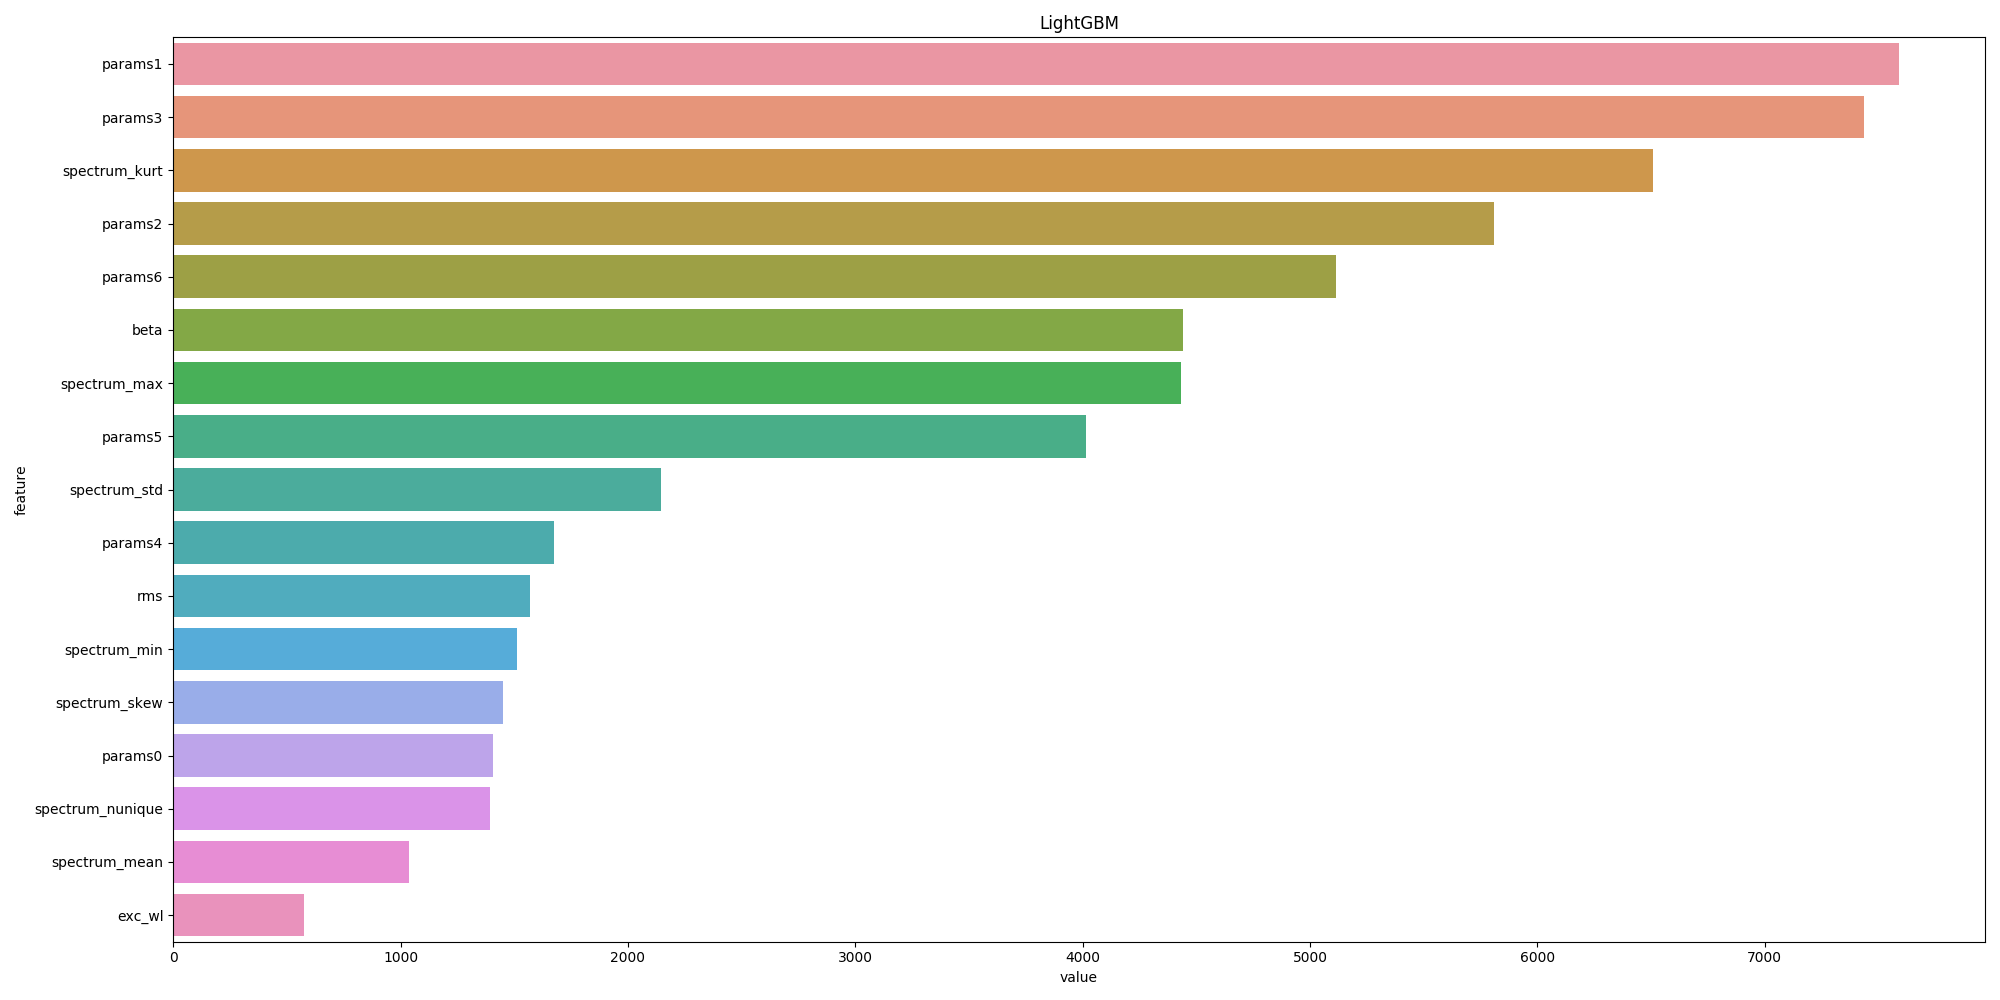 LightGBM
params1
params3
spectrum_kurt
params2
params6
beta
spectrum_max
params5
spectrum_std
params4
rms
spectrum_min
spectrum_skew
params0
spectrum_nunique
spectrum_mean
exc_wl
feature
0 1000 2000 3000 4000 5000 6000 7000
value